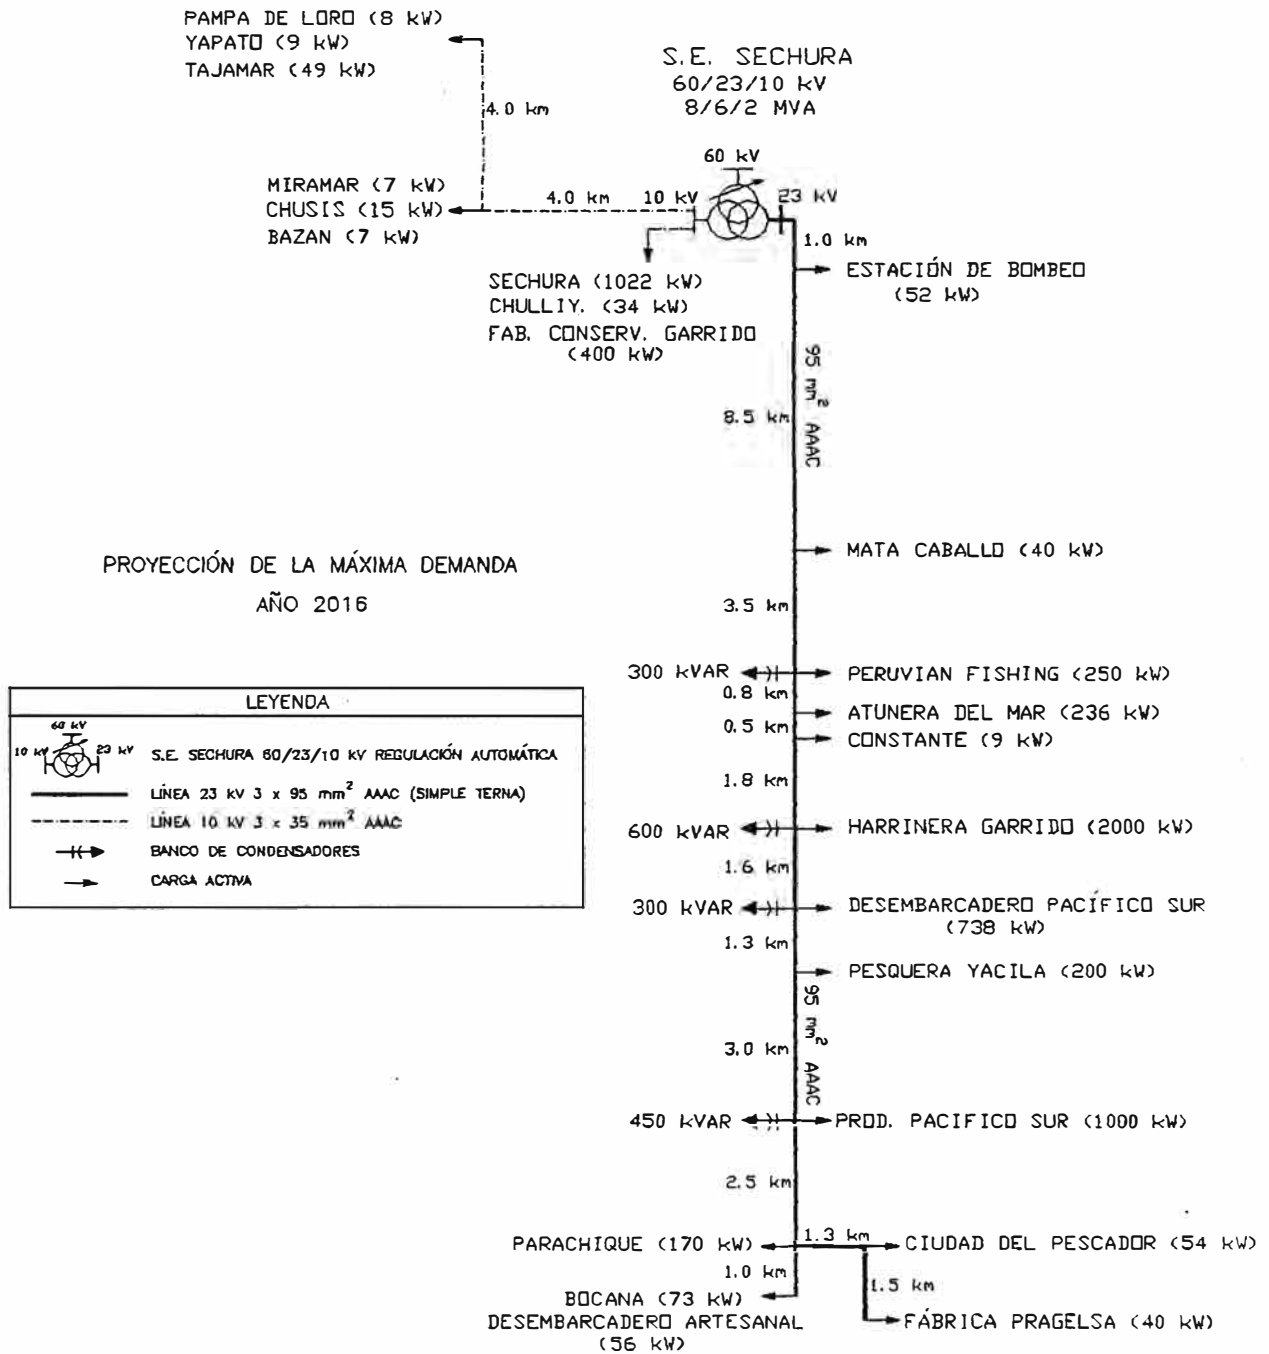 PAMPA DE LORO (8 kW)
YAPATO (9 kW)
TAJAMAR (49 kW)
4.0 km
S.E. SECHURA
60/23/10 kV
8/6/2 MVA
60 kV
MIRAMAR (7 kW)
CHUSIS (15 kW)
BAZAN (7 kW)
4.0 km
10 kV
23 kV
1.0 km
SECHURA (1022 kW)
CHULLIY. (34 kW)
FAB. CONSERV. GARRIDO
(400 kW)
ESTACIÓN DE BOMBEO
(52 kW)
95 mm² AAAC
8.5 km
MATA CABALLO (40 kW)
PROYECCIÓN DE LA MÁXIMA DEMANDA
AÑO 2016
3.5 km
300 kVAR
PERUVIAN FISHING (250 kW)
0.8 km
ATUNERA DEL MAR (236 kW)
0.5 km
CONSTANTE (9 kW)
1.8 km
600 kVAR
HARRINERA GARRIDO (2000 kW)
1.6 km
300 kVAR
DESEMBARCADERO PACÍFICO SUR
(738 kW)
1.3 km
PESQUERA YACILA (200 kW)
95 mm² AAAC
3.0 km
450 kVAR
PROD. PACIFICO SUR (1000 kW)
2.5 km
PARACHIQUE (170 kW)
1.3 km
CIUDAD DEL PESCADOR (54 kW)
1.0 km
1.5 km
BOCANA (73 kW)
DESEMBARCADERO ARTESANAL
(56 kW)
FÁBRICA PRAGELSA (40 kW)
LEYENDA
60 kV
10 kV
23 kV
S.E. SECHURA 60/23/10 kV REGULACIÓN AUTOMÁTICA
LÍNEA 23 kV 3 x 95 mm² AAAC (SIMPLE TERNA)
LÍNEA 10 kV 3 x 35 mm² AAAC
BANCO DE CONDENSADORES
CARGA ACTIVA